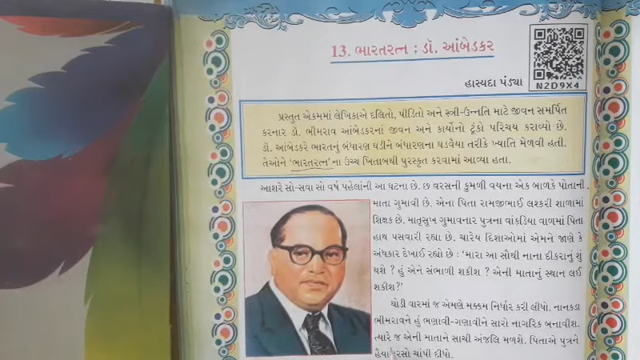 13. ભારતરત્ન : ડૉ. આંબેડકર
N2D9X4
હાસ્યદા પંડ્યા
પ્રસ્તુત એકમમાં લેખિકાએ દલિતો, પીડિતો અને સ્ત્રી-ઉન્નતિ માટે જીવન સમર્પિત
કરનાર ડૉ. ભીમરાવ આંબેડકરનાં જીવન અને કાર્યોનો ટૂંકો પરિચય કરાવ્યો છે.
ડૉ. આંબેડકરે ભારતનું બંધારણ ઘડીને બંધારણના ઘડવૈયા તરીકે ખ્યાતિ મેળવી હતી.
તેઓને 'ભારતરત્ન'ના ઉચ્ચ ખિતાબથી પુરસ્કૃત કરવામાં આવ્યા હતા.
આશરે સો-સવા સો વર્ષ પહેલાંની આ ઘટના છે. છ વરસની કુમળી વયના એક બાળકે પોતાની
માતા ગુમાવી છે. એના પિતા રામજીભાઈ લશ્કરી શાળામાં
શિક્ષક છે. માતૃસુખ ગુમાવનાર પુત્રના વાંકડિયા વાળમાં પિતા
હાથ પસવારી રહ્યા છે. ચારેય દિશાઓમાં એમને જાણે કે
અંધકાર દેખાઈ રહ્યો છે : 'મારા આ સૌથી નાના દીકરાનું શું
થશે ? હું એને સંભાળી શકીશ ? એની માતાનું સ્થાન લઈ
શકીશ?'
થોડી વારમાં જ એમણે મક્કમ નિર્ધાર કરી લીધો. નાનકડા
ભીમરાવને હું ભણાવી-ગણાવીને સારો નાગરિક બનાવીશ.
ત્યારે જ એની માતાને સાચી અંજલિ મળશે. પિતાએ પુત્રને
હૈયા સરસો ચાંપી દીધો.